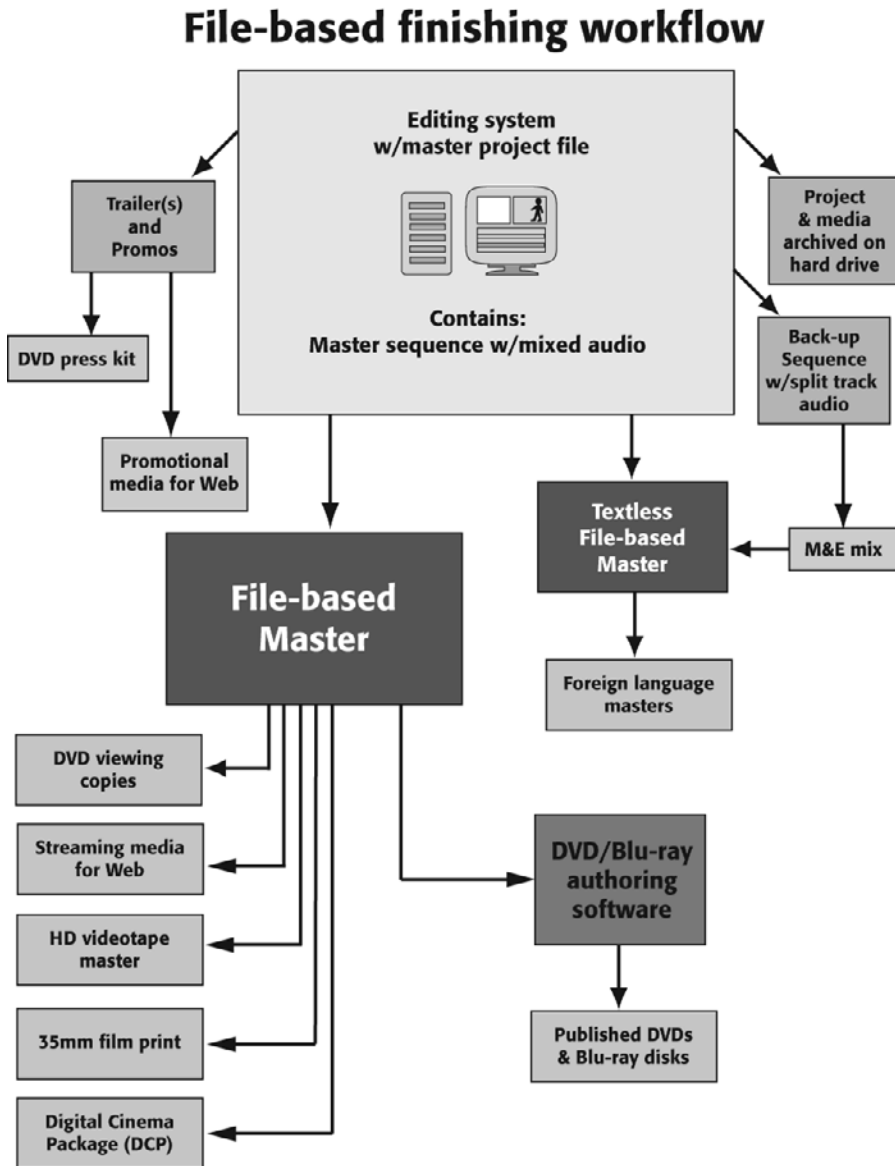 File-based finishing workflow
Editing system
w/master project file
Contains:
Master sequence w/mixed audio
Trailer(s)
and
Promos
DVD press kit
Promotional
media for Web
Project
& media
archived on
hard drive
Back-up
Sequence
w/split track
audio
M&E mix
Textless
File-based
Master
Foreign language
masters
File-based
Master
DVD viewing
copies
Streaming media
for Web
HD videotape
master
35mm film print
Digital Cinema
Package (DCP)
DVD/Blu-ray
authoring
software
Published DVDs
& Blu-ray disks